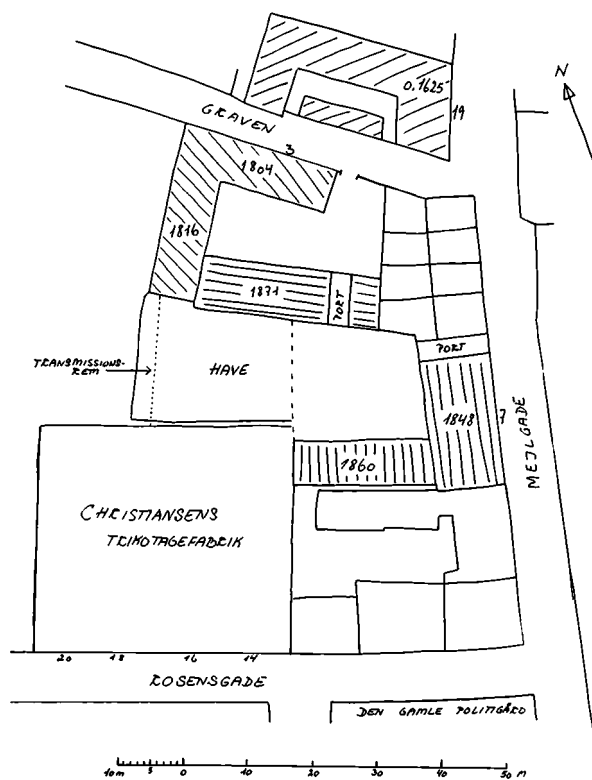 N
o. 1625
19
GRAVEN
3
1804
1816
1871
PORT
PORT
TRANSMISSIONS-
REM
HAVE
1848
7
MEJLGADE
1860
CHRISTIANSENS
TRIKOTAGEFABRIK
20 18 16 14
ROSENSGADE
DEN GAMLE POLITIGÅRD
10m 5 0 10 20 30 40 50 M